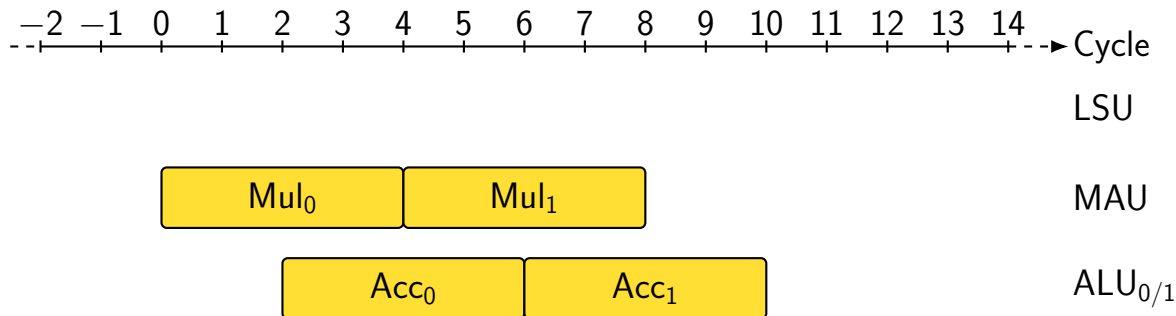 −2 −1 0 1 2 3 4 5 6 7 8 9 10 11 12 13 14
Cycle
LSU
Mul₀ Mul₁ MAU
Acc₀ Acc₁ ALU₀/₁